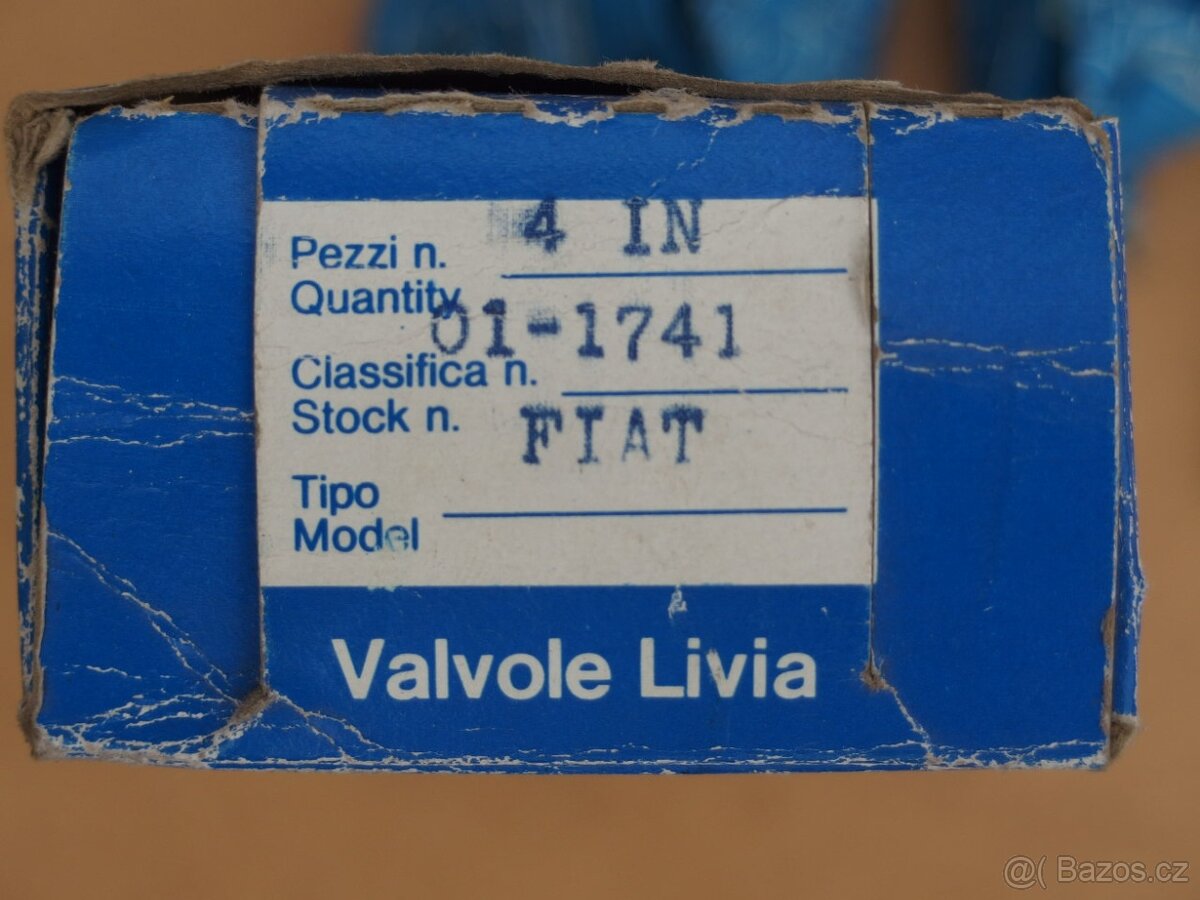 4 IN
Pezzi n.
Quantity
01-1741
Classifica n.
Stock n.
FIAT
Tipo
Model
Valvole Livia
@( Bazos.cz